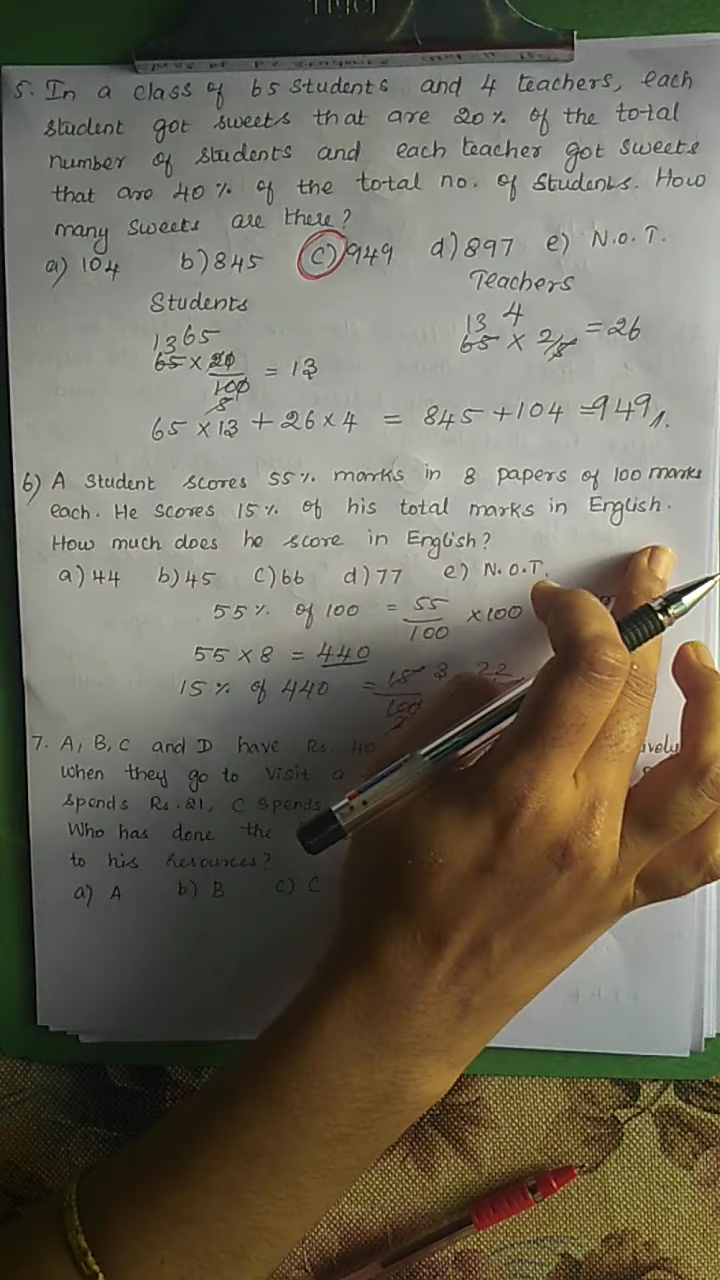 5. In a class of 65 students and 4 teachers, each
student got sweets that are 20% of the total
number of students and each teacher got sweets
that are 40% of the total no. of students. How
many sweets are there?
a) 104 b) 845 c) 949 d) 897 e) N.O.T.
Students Teachers
13 65 13 4
65 × 20/100 = 13 65 × 2/5 = 26
5
65 × 13 + 26 × 4 = 845 + 104 = 949
6) A student scores 55% marks in 8 papers of 100 marks
each. He scores 15% of his total marks in English.
How much does he score in English?
a) 44 b) 45 c) 66 d) 77 e) N.O.T.
55% of 100 = 55/100 × 100
55 × 8 = 440
15% of 440 = 15/100 3 22
7. A, B, C and D have Rs. 40
when they go to visit a
spends Rs. 21, C spends
Who has done the
to his resources?
a) A b) B c) C